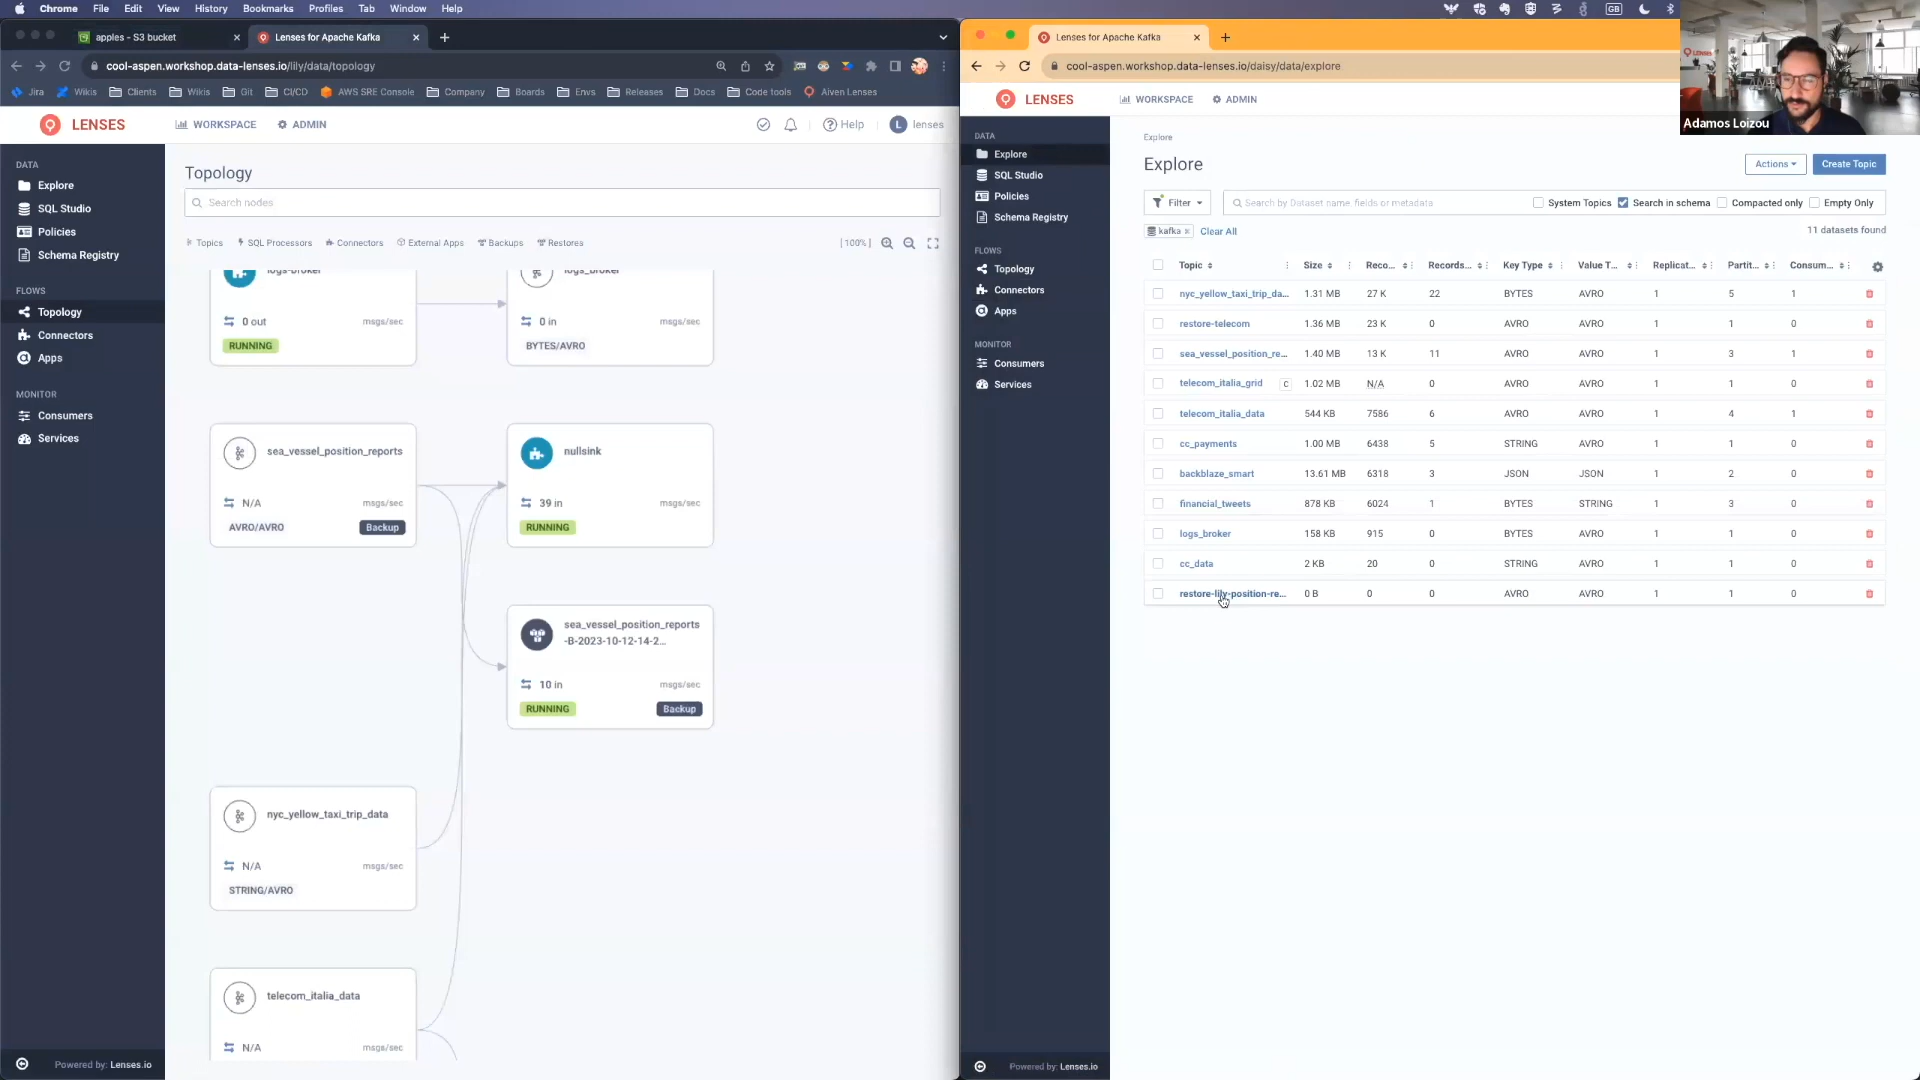 Chrome File Edit View History Bookmarks Profiles Tab Window Help
GB
apples - S3 bucket
Lenses for Apache Kafka
cool-aspen.workshop.data-lenses.io/lily/data/topology
Jira Wikis Clients Wikis Git CI/CD AWS SRE Console Company Boards Envs Releases Docs Code tools Aiven Lenses
LENSES
WORKSPACE
ADMIN
Help
L lenses
DATA
Explore
SQL Studio
Policies
Schema Registry
FLOWS
Topology
Connectors
Apps
MONITOR
Consumers
Services
Powered by: Lenses.io
Topology
Search nodes
Topics SQL Processors Connectors External Apps Backups Restores [100%]
logs-broker
0 out msgs/sec
RUNNING
logs_broker
0 in msgs/sec
BYTES/AVRO
sea_vessel_position_reports
N/A msgs/sec
AVRO/AVRO Backup
nullsink
39 in msgs/sec
RUNNING
sea_vessel_position_reports
-B-2023-10-12-14-2...
10 in msgs/sec
RUNNING Backup
nyc_yellow_taxi_trip_data
N/A msgs/sec
STRING/AVRO
telecom_italia_data
N/A msgs/sec
Lenses for Apache Kafka
cool-aspen.workshop.data-lenses.io/daisy/data/explore
LENSES
WORKSPACE
ADMIN
DATA
Explore
SQL Studio
Policies
Schema Registry
FLOWS
Topology
Connectors
Apps
MONITOR
Consumers
Services
Powered by: Lenses.io
Explore
Explore
Actions
Create Topic
Filter
Search by Dataset name, fields or metadata
System Topics Search in schema Compacted only Empty Only
kafka × Clear All
11 datasets found
Topic Size Reco... Records... Key Type Value T... Replicat... Partit... Consum...
nyc_yellow_taxi_trip_da... 1.31 MB 27 K 22 BYTES AVRO 1 5 1
restore-telecom 1.36 MB 23 K 0 AVRO AVRO 1 1 0
sea_vessel_position_re... 1.40 MB 13 K 11 AVRO AVRO 1 3 1
telecom_italia_grid C 1.02 MB N/A 0 AVRO AVRO 1 1 0
telecom_italia_data 544 KB 7586 6 AVRO AVRO 1 4 1
cc_payments 1.00 MB 6438 5 STRING AVRO 1 1 0
backblaze_smart 13.61 MB 6318 3 JSON JSON 1 2 0
financial_tweets 878 KB 6024 1 BYTES STRING 1 3 0
logs_broker 158 KB 915 0 BYTES AVRO 1 1 0
cc_data 2 KB 20 0 STRING AVRO 1 1 0
restore-lily-position-re... 0 B 0 0 AVRO AVRO 1 1 0
LENSES
Adamos Loizou